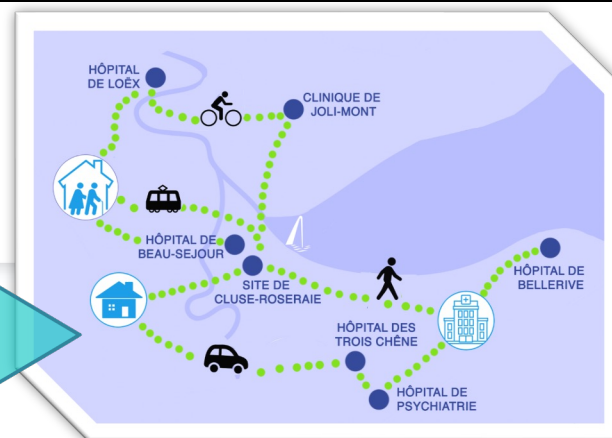 HÔPITAL
DE LOËX
CLINIQUE DE
JOLI-MONT
HÔPITAL DE
BEAU-SEJOUR
SITE DE
CLUSE-ROSERAIE
HÔPITAL DE
BELLERIVE
HÔPITAL DES
TROIS CHÊNE
HÔPITAL DE
PSYCHIATRIE